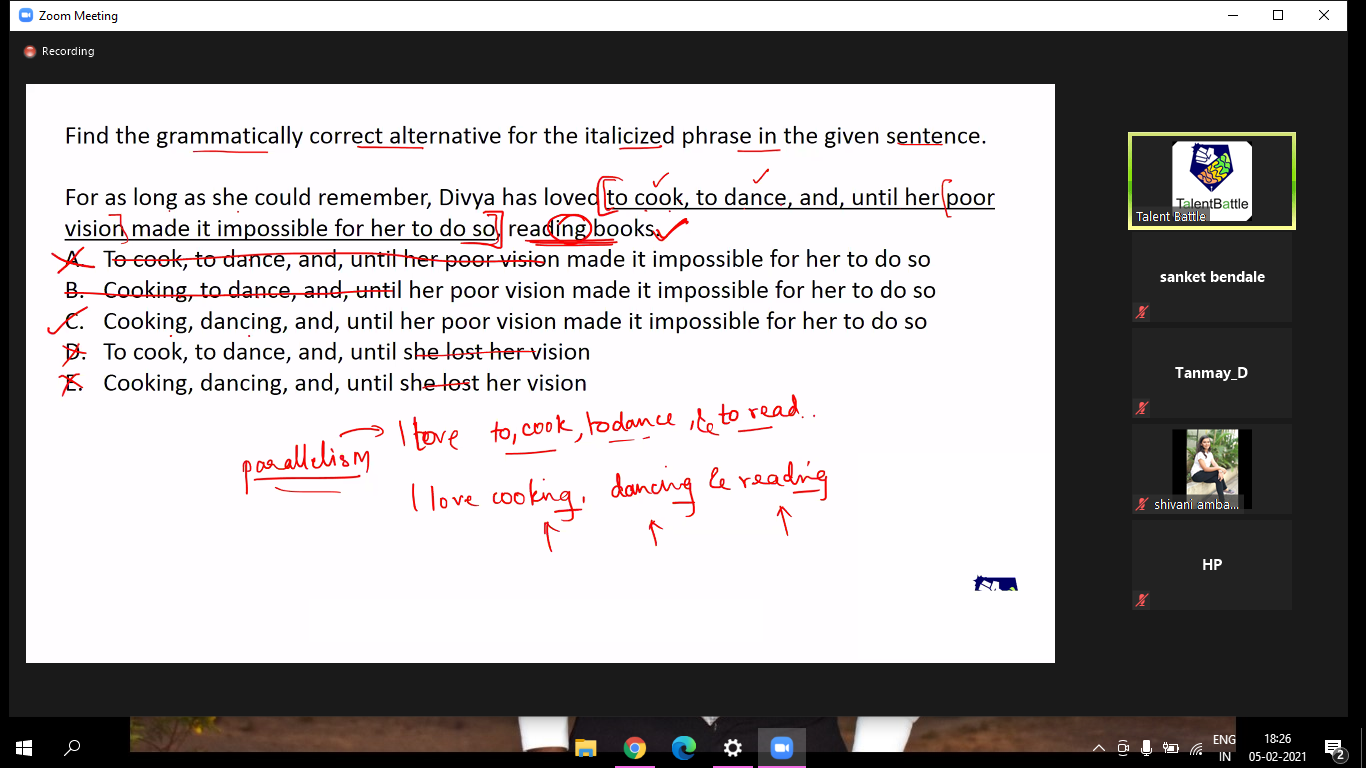 Zoom Meeting
Recording
Find the grammatically correct alternative for the italicized phrase in the given sentence.
For as long as she could remember, Divya has loved to cook, to dance, and, until her poor
vision made it impossible for her to do so, reading books.
A. To cook, to dance, and, until her poor vision made it impossible for her to do so
B. Cooking, to dance, and, until her poor vision made it impossible for her to do so
C. Cooking, dancing, and, until her poor vision made it impossible for her to do so
D. To cook, to dance, and, until she lost her vision
E. Cooking, dancing, and, until she lost her vision
parallelism
I love to, cook, to dance, & to read..
I love cooking, dancing & reading
TalentBattle
Talent Battle
sanket bendale
Tanmay_D
shivani amba...
HP
ENG
IN
18:26
05-02-2021
2